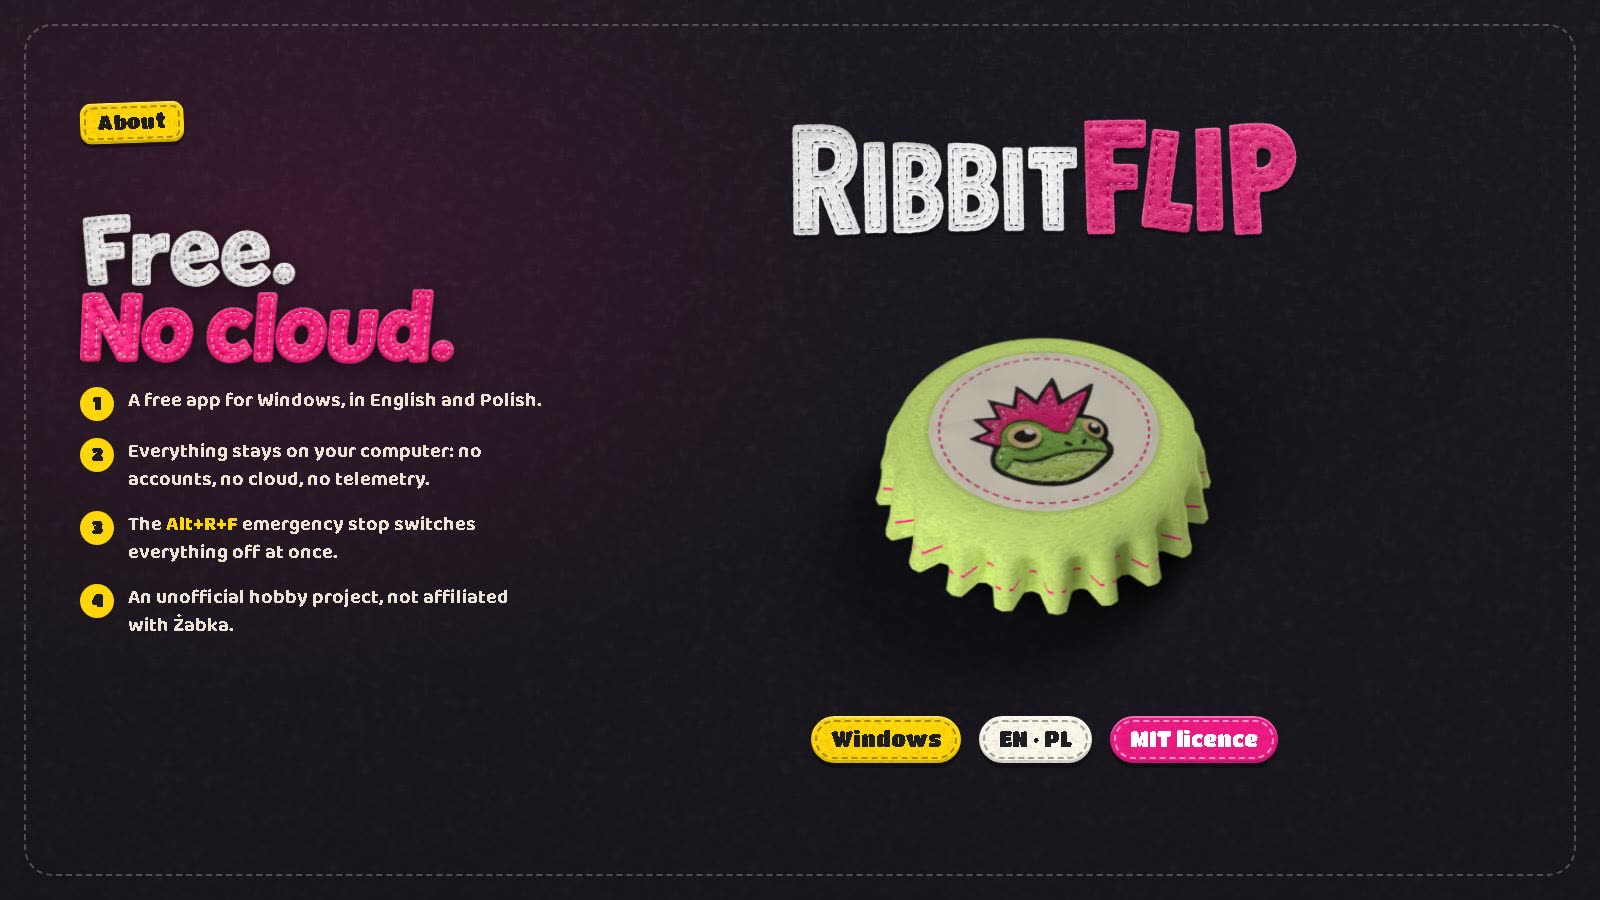 About
Free.
No cloud.
1 A free app for Windows, in English and Polish.
2 Everything stays on your computer: no
accounts, no cloud, no telemetry.
3 The Alt+R+F emergency stop switches
everything off at once.
4 An unofficial hobby project, not affiliated
with Żabka.
RIBBITFLIP
Windows
EN · PL
MIT licence